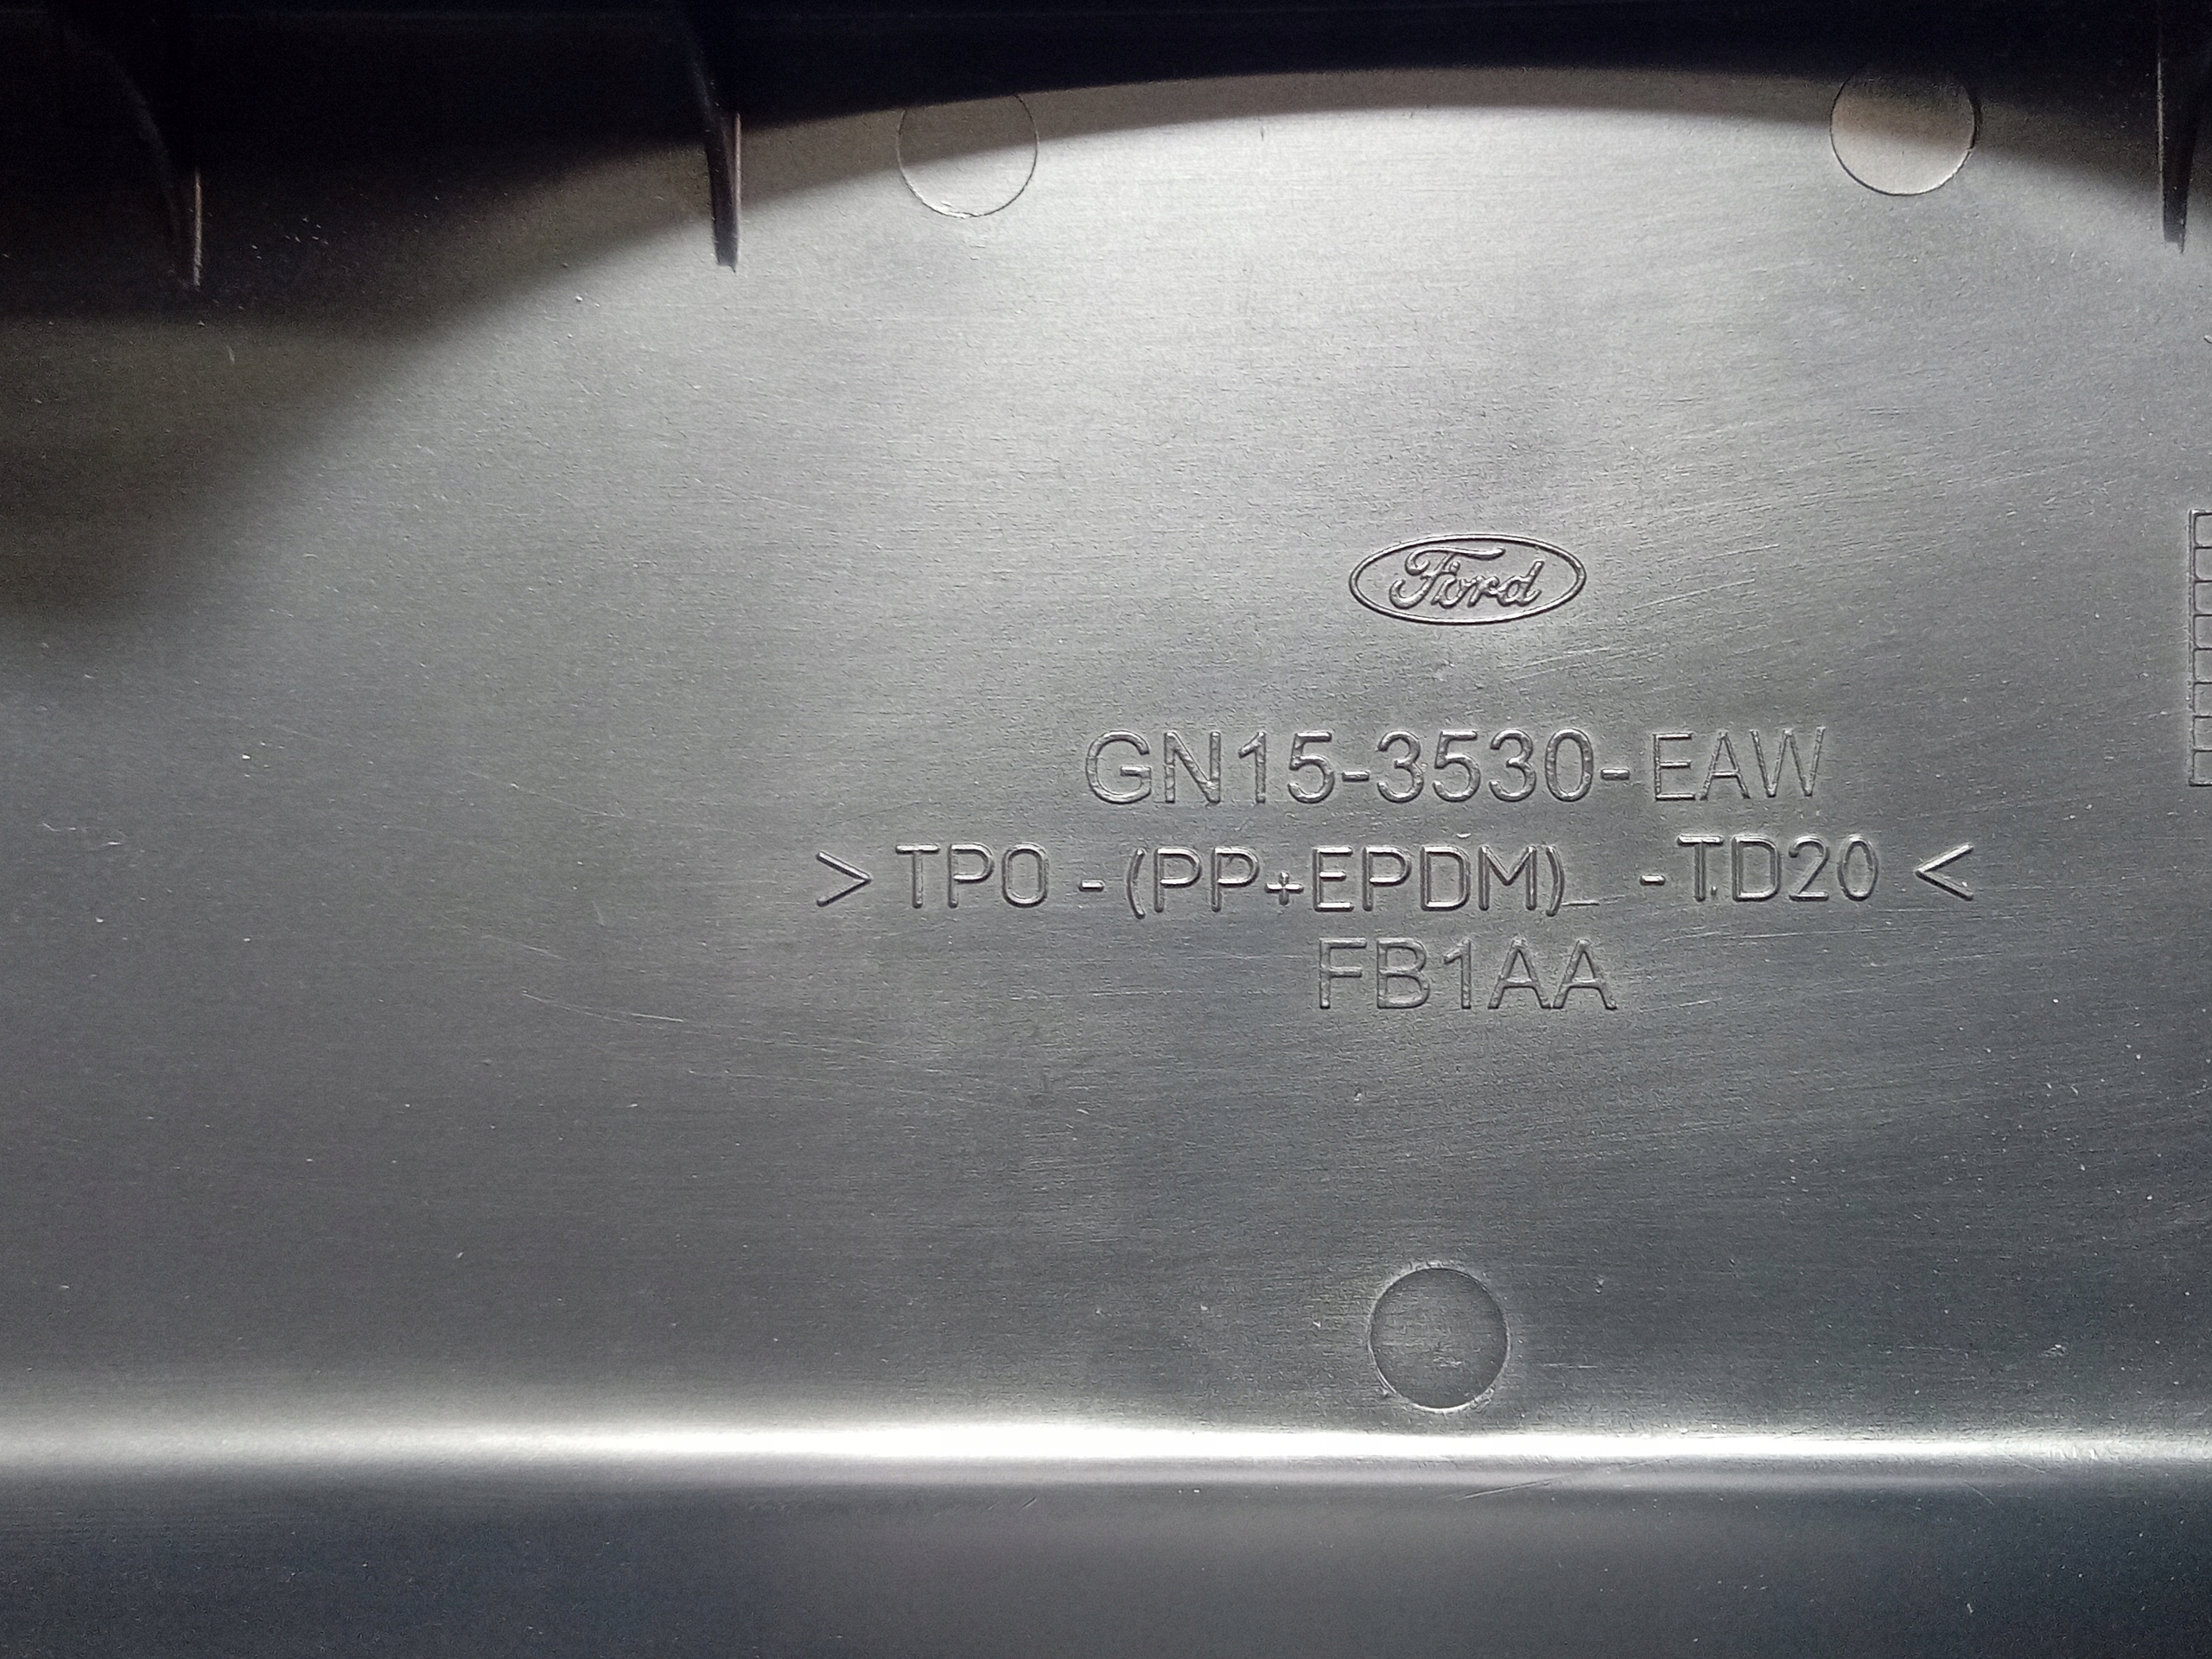 Ford
GN15-3530-EAW
> TPO - (PP+EPDM)_ -TD20 <
FB1AA